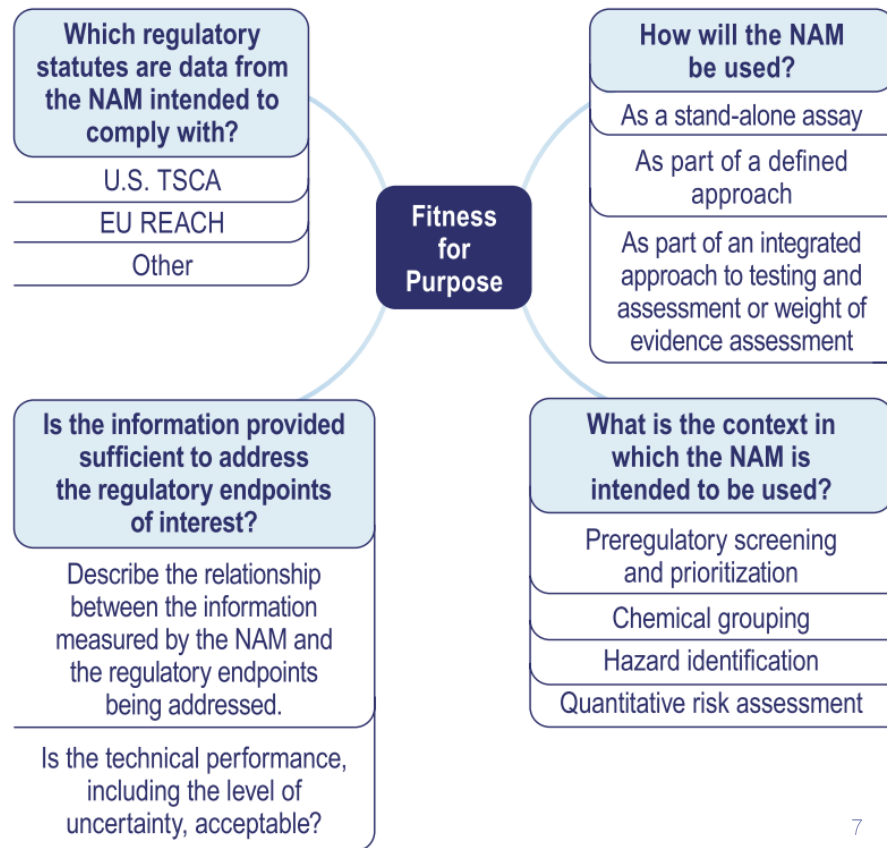 Which regulatory
statutes are data from
the NAM intended to
comply with?
U.S. TSCA
EU REACH
Other
How will the NAM
be used?
As a stand-alone assay
As part of a defined
approach
As part of an integrated
approach to testing and
assessment or weight of
evidence assessment
Fitness
for
Purpose
Is the information provided
sufficient to address
the regulatory endpoints
of interest?
Describe the relationship
between the information
measured by the NAM and
the regulatory endpoints
being addressed.
Is the technical performance,
including the level of
uncertainty, acceptable?
What is the context in
which the NAM is
intended to be used?
Preregulatory screening
and prioritization
Chemical grouping
Hazard identification
Quantitative risk assessment
7